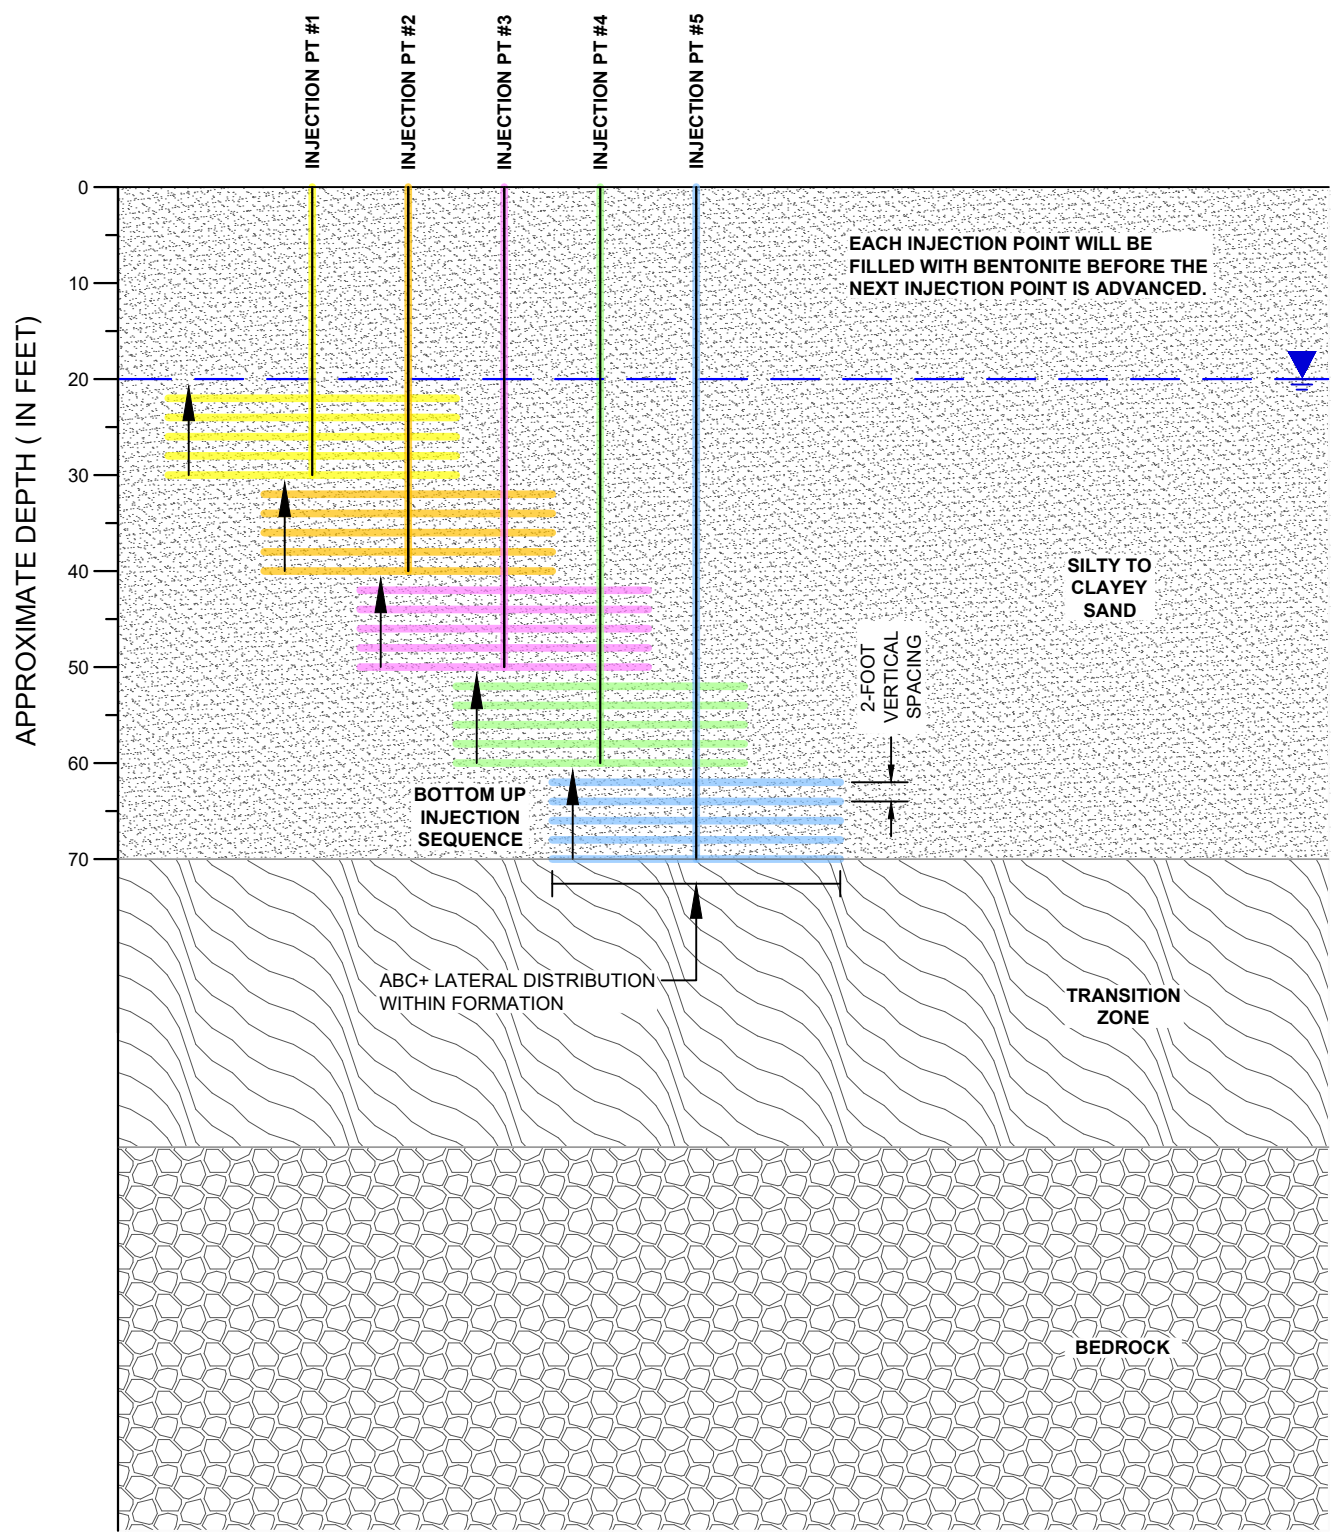 INJECTION PT #1
INJECTION PT #2
INJECTION PT #3
INJECTION PT #4
INJECTION PT #5
APPROXIMATE DEPTH ( IN FEET)
0
10
20
30
40
50
60
70
EACH INJECTION POINT WILL BE
FILLED WITH BENTONITE BEFORE THE
NEXT INJECTION POINT IS ADVANCED.
SILTY TO
CLAYEY
SAND
2-FOOT
VERTICAL
SPACING
BOTTOM UP
INJECTION
SEQUENCE
ABC+ LATERAL DISTRIBUTION
WITHIN FORMATION
TRANSITION
ZONE
BEDROCK